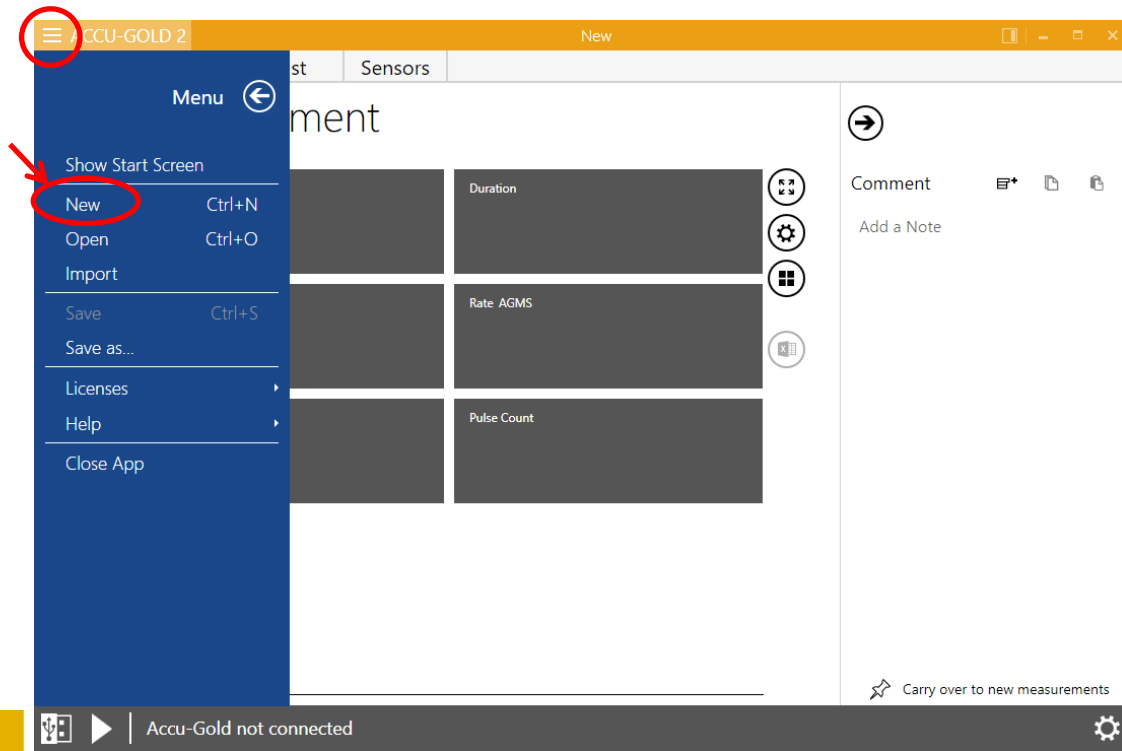 ACCU-GOLD 2
New
st
Sensors
Menu
ment
Show Start Screen
New Ctrl+N
Open Ctrl+O
Import
Save Ctrl+S
Save as...
Licenses
Help
Close App
Duration
Rate AGMS
Pulse Count
Comment
Add a Note
Carry over to new measurements
Accu-Gold not connected